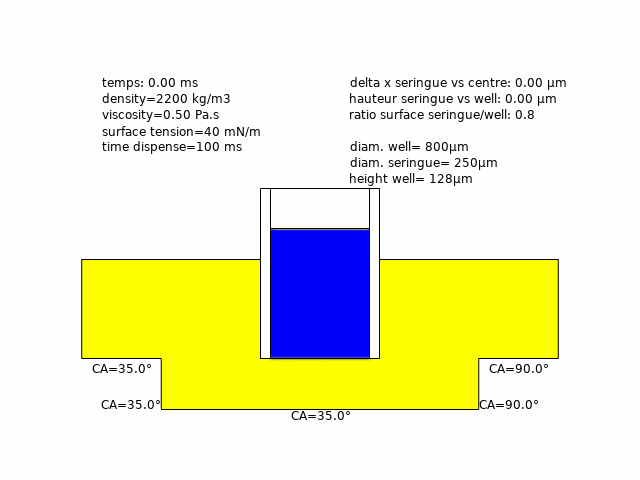 temps: 0.00 ms
density=2200 kg/m3
viscosity=0.50 Pa.s
surface tension=40 mN/m
time dispense=100 ms
delta x seringue vs centre: 0.00 µm
hauteur seringue vs well: 0.00 µm
ratio surface seringue/well: 0.8
diam. well= 800µm
diam. seringue= 250µm
height well= 128µm
CA=35.0°
CA=90.0°
CA=35.0°
CA=90.0°
CA=35.0°